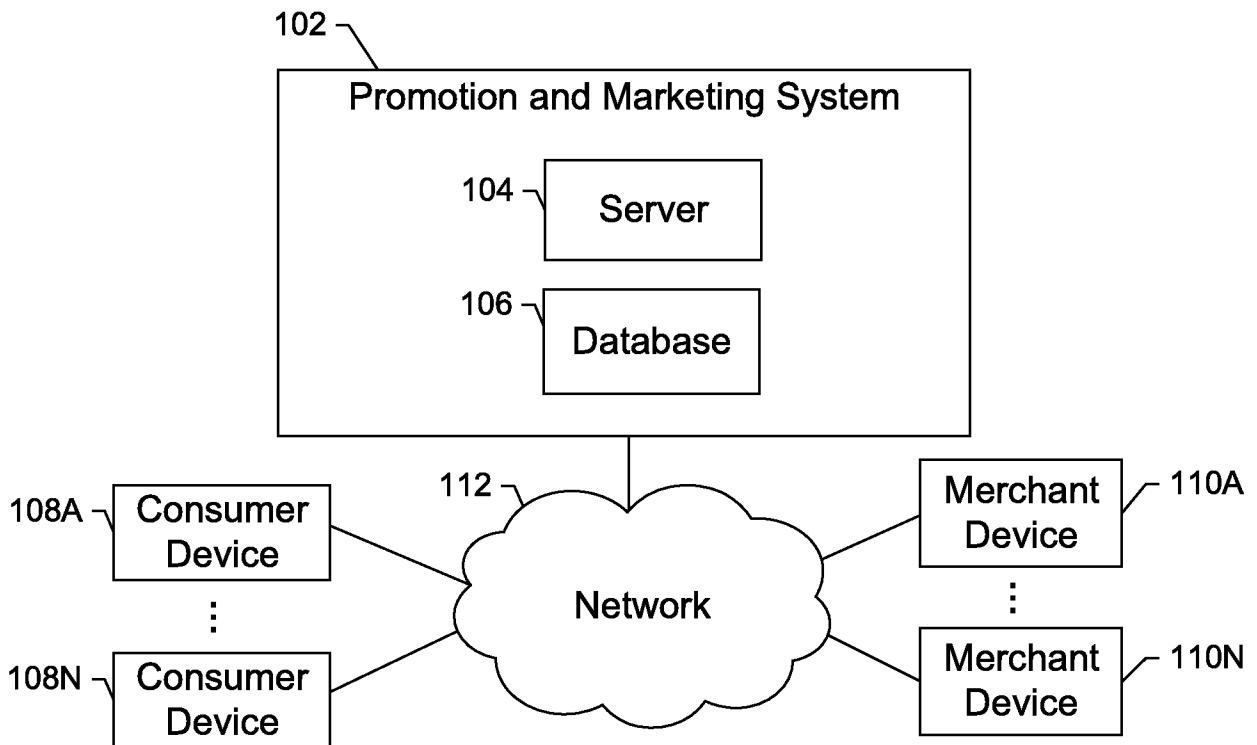 102
Promotion and Marketing System
104
Server
106
Database
112
108A
Consumer
Device
108N
Consumer
Device
Network
Merchant
Device
110A
Merchant
Device
110N